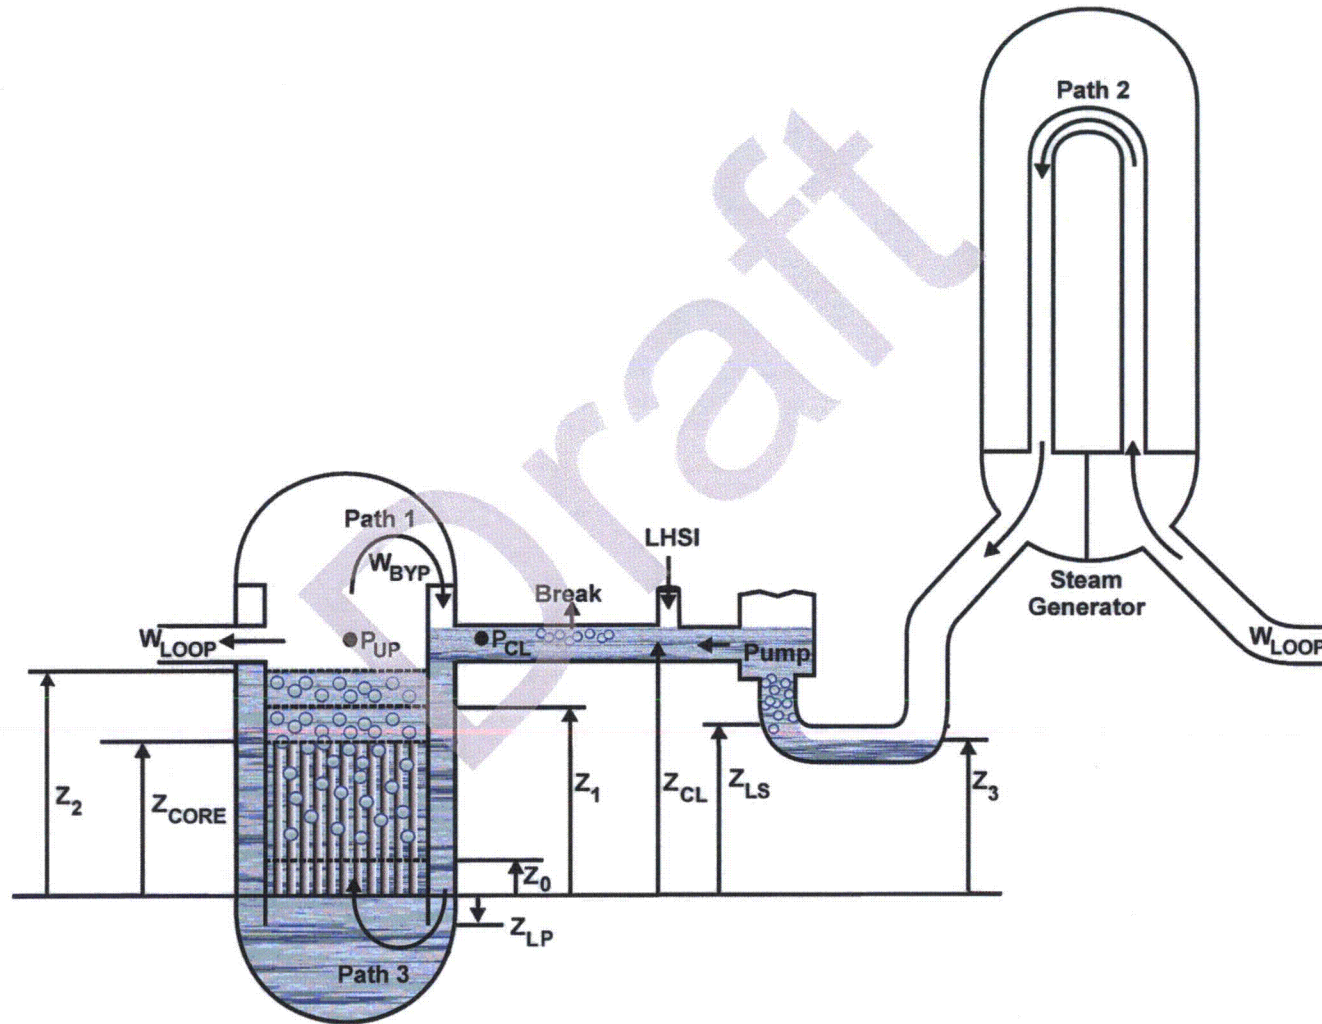 Path 2
Path 1
W_BYP
LHSI
Break
Steam
Generator
W_LOOP
P_UP
P_CL
Pump
W_LOOP
Z_2
Z_CORE
Z_1
Z_CL
Z_LS
Z_3
Z_0
Z_LP
Path 3
Draft